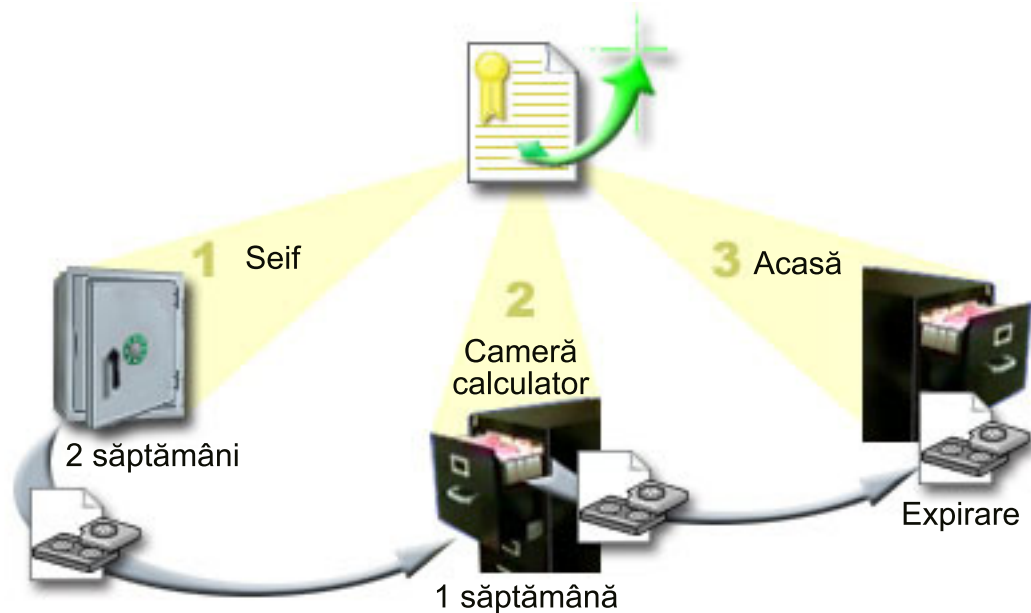 1 Seif
2
Cameră
calculator
3 Acasă
2 săptămâni
1 săptămână
Expirare